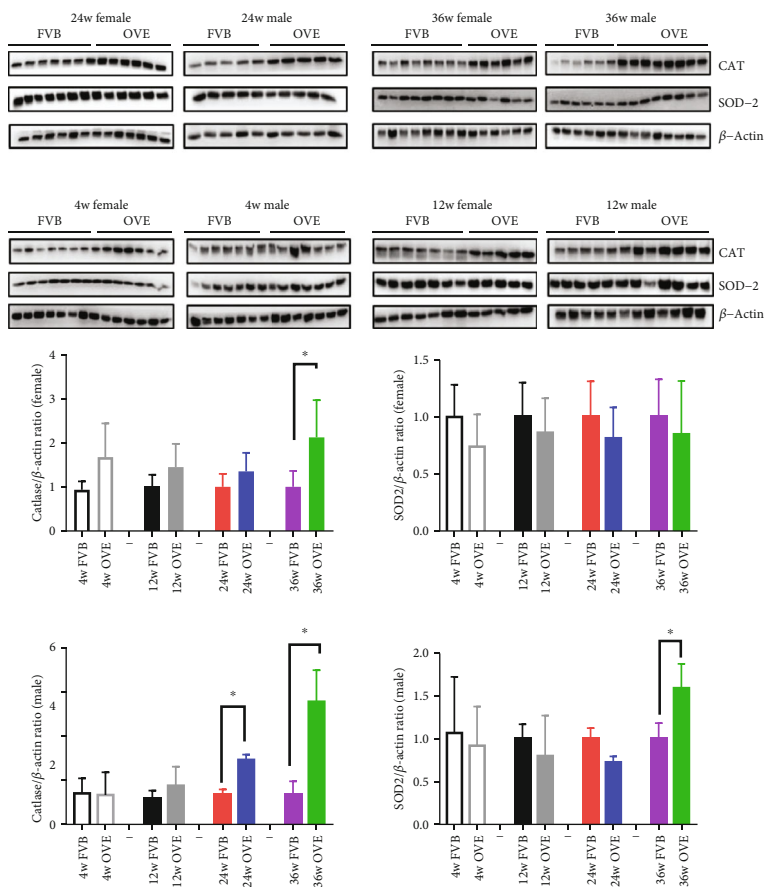 24w female 24w male 36w female 36w male
FVB OVE FVB OVE FVB OVE FVB OVE
CAT
SOD−2
β−Actin
4w female 4w male 12w female 12w male
FVB OVE FVB OVE FVB OVE FVB OVE
CAT
SOD−2
β−Actin
Catlase/β-actin ratio (female)
4
3
2
1
0
*
4w FVB
4w OVE
–
12w FVB
12w OVE
–
24w FVB
24w OVE
–
36w FVB
36w OVE
SOD2/β-actin ratio (female)
1.5
1.0
0.5
0.0
4w FVB
4w OVE
–
12w FVB
12w OVE
–
24w FVB
24w OVE
–
36w FVB
36w OVE
Catlase/β-actin ratio (male)
6
4
2
0
*
*
4w FVB
4w OVE
–
12w FVB
12w OVE
–
24w FVB
24w OVE
–
36w FVB
36w OVE
SOD2/β-actin ratio (male)
2.0
1.5
1.0
0.5
0.0
*
4w FVB
4w OVE
–
12w FVB
12w OVE
–
24w FVB
24w OVE
–
36w FVB
36w OVE